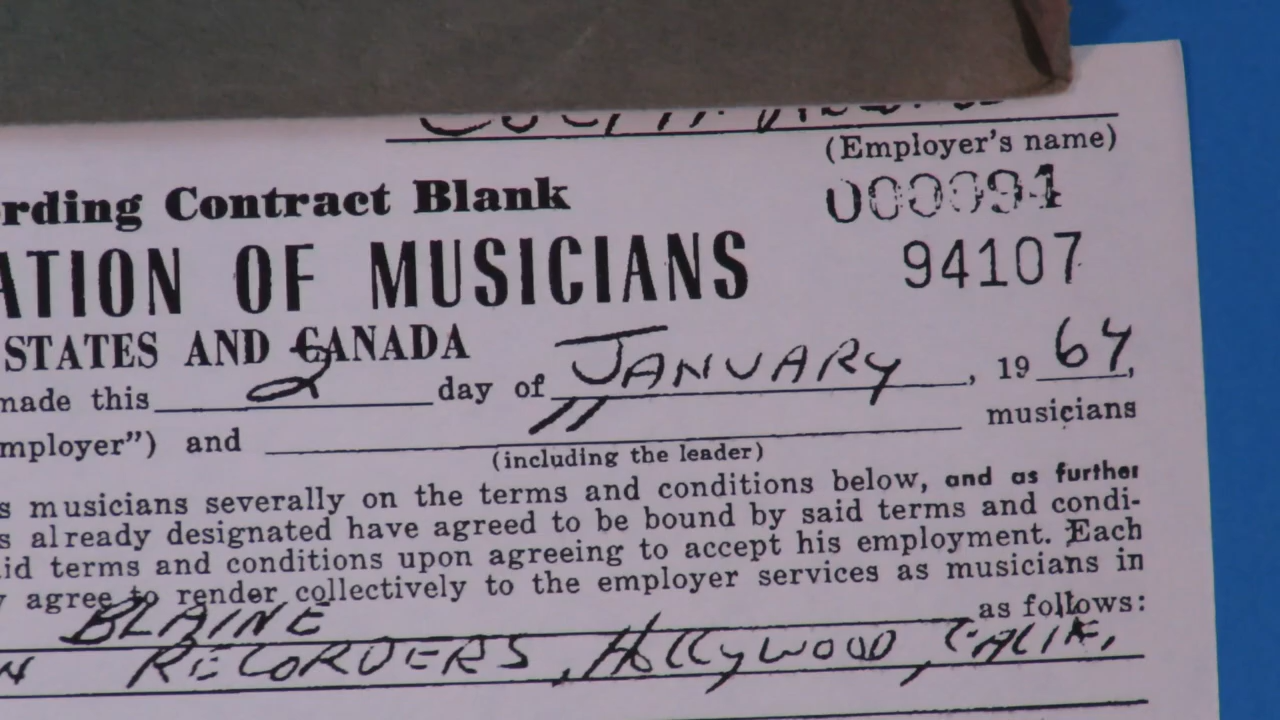 (Employer's name)
rding Contract Blank
000091
ATION OF MUSICIANS
94107
STATES AND CANADA
made this 2 day of JANUARY, 1964,
mployer") and 11 musicians
(including the leader)
s musicians severally on the terms and conditions below, and as further
s already designated have agreed to be bound by said terms and condi-
id terms and conditions upon agreeing to accept his employment. Each
y agree to render collectively to the employer services as musicians in
BLAINE as follows:
N RECORDERS, HOLLYWOOD, CALIF,